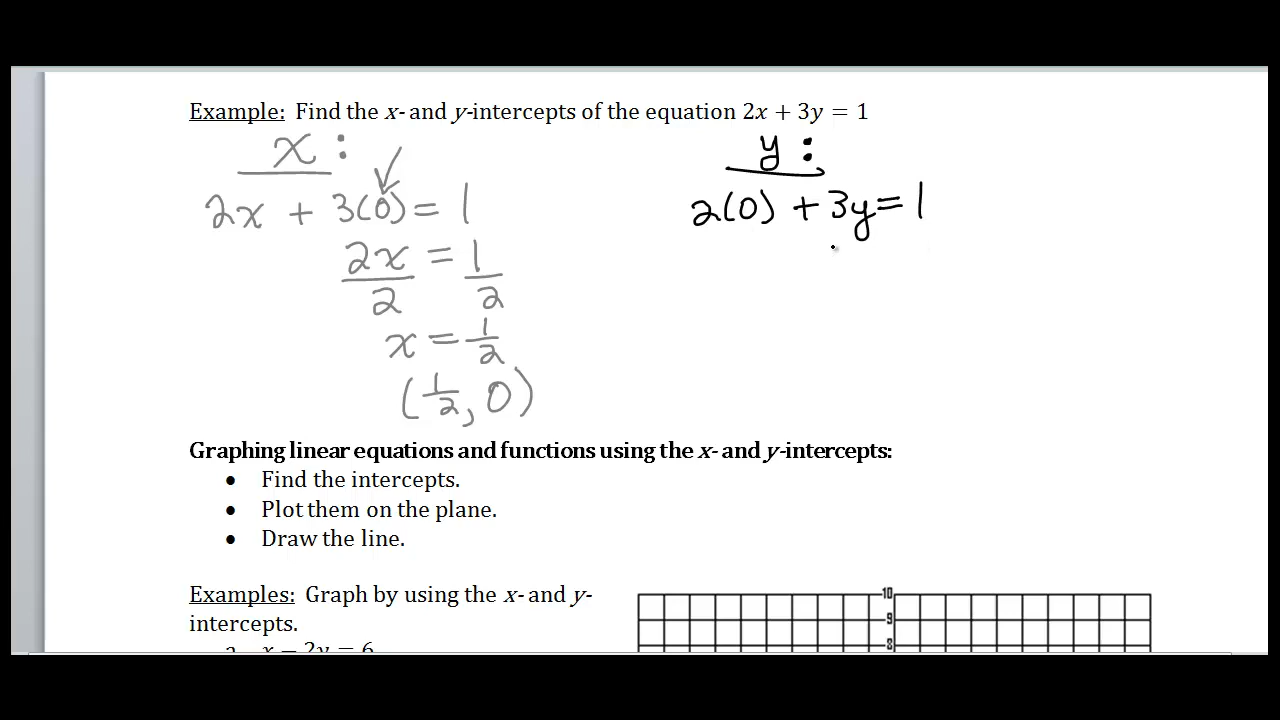 Example: Find the x- and y-intercepts of the equation 2x + 3y = 1
x :
2x + 3(0) = 1
2x = 1
2 2
x = 1/2
(1/2, 0)
y :
2(0) + 3y = 1
Graphing linear equations and functions using the x- and y-intercepts:
• Find the intercepts.
• Plot them on the plane.
• Draw the line.
Examples: Graph by using the x- and y-
intercepts.
a. x − 2y = 6
10
9
8